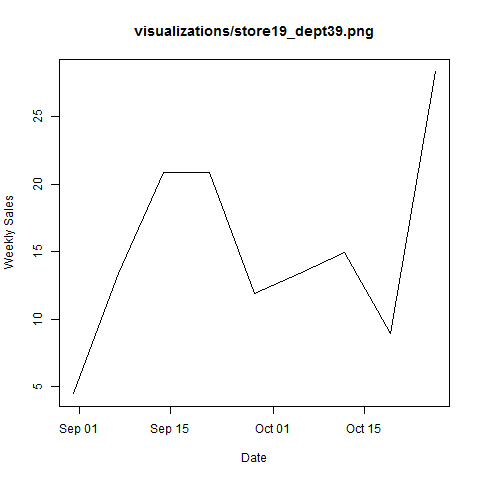 visualizations/store19_dept39.png
Weekly Sales
25
20
15
10
5
Sep 01
Sep 15
Oct 01
Oct 15
Date